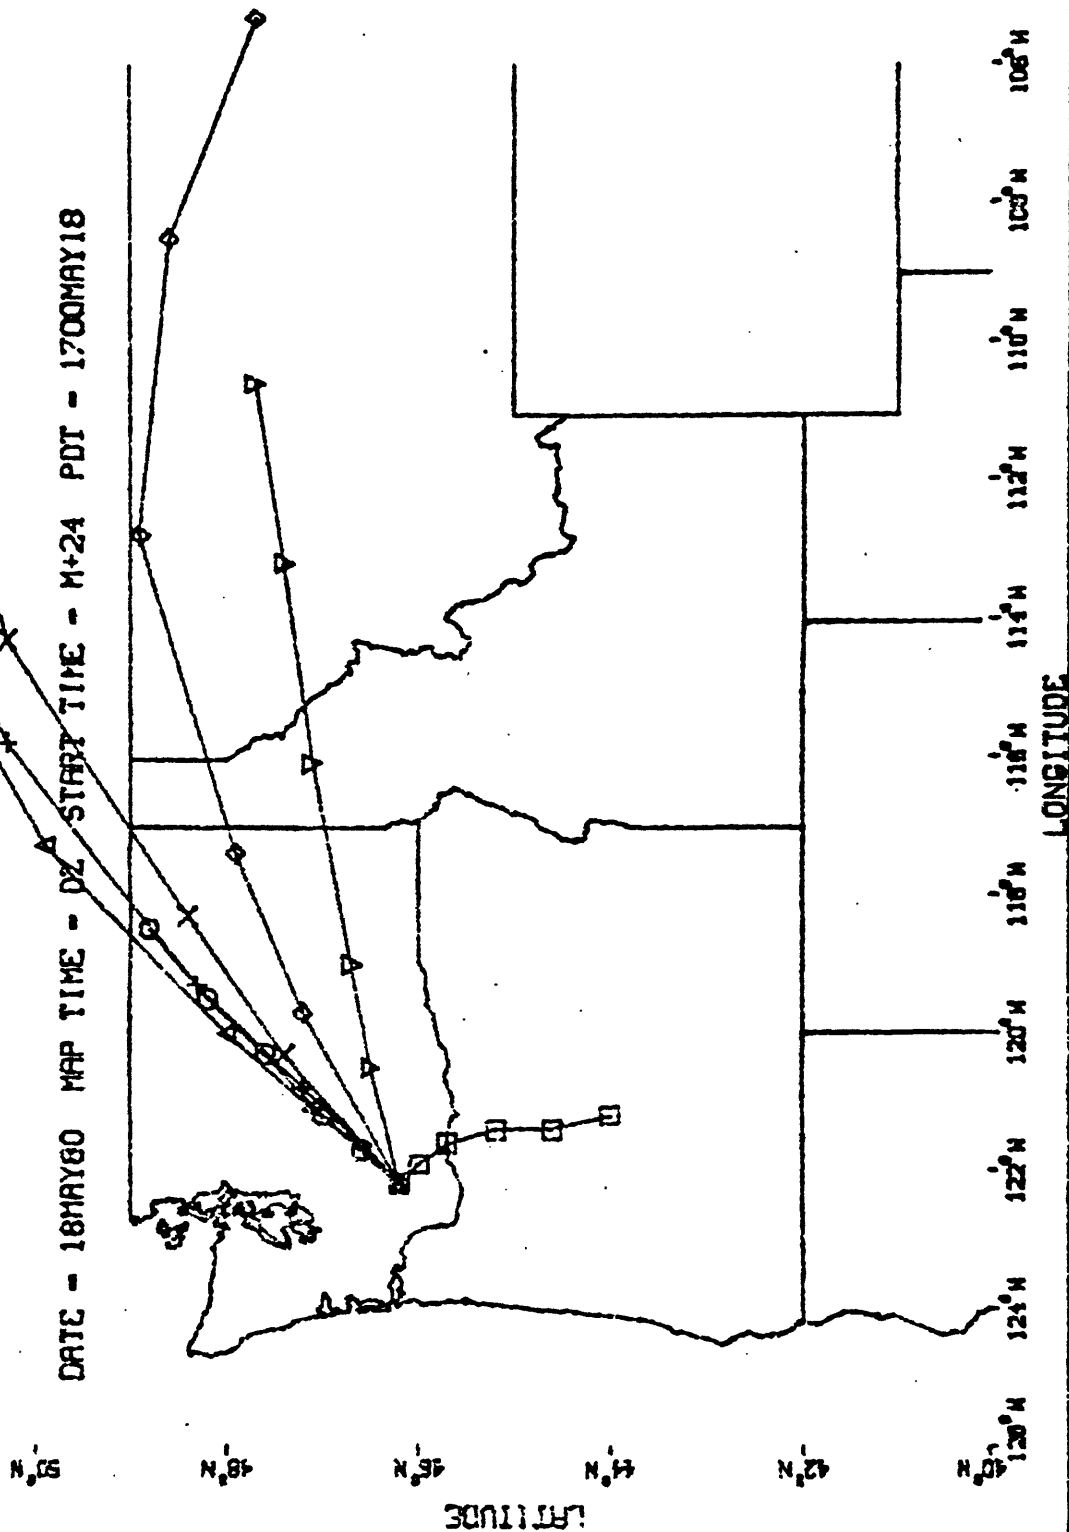 DATE = 18MAY80 MAP TIME = 0Z START TIME = M+24 PDT = 1700MAY18
LATITUDE
50°N
48°N
46°N
44°N
42°N
40°N
126°W
124°W
122°W
120°W
118°W
116°W
114°W
112°W
110°W
108°W
106°W
LONGITUDE